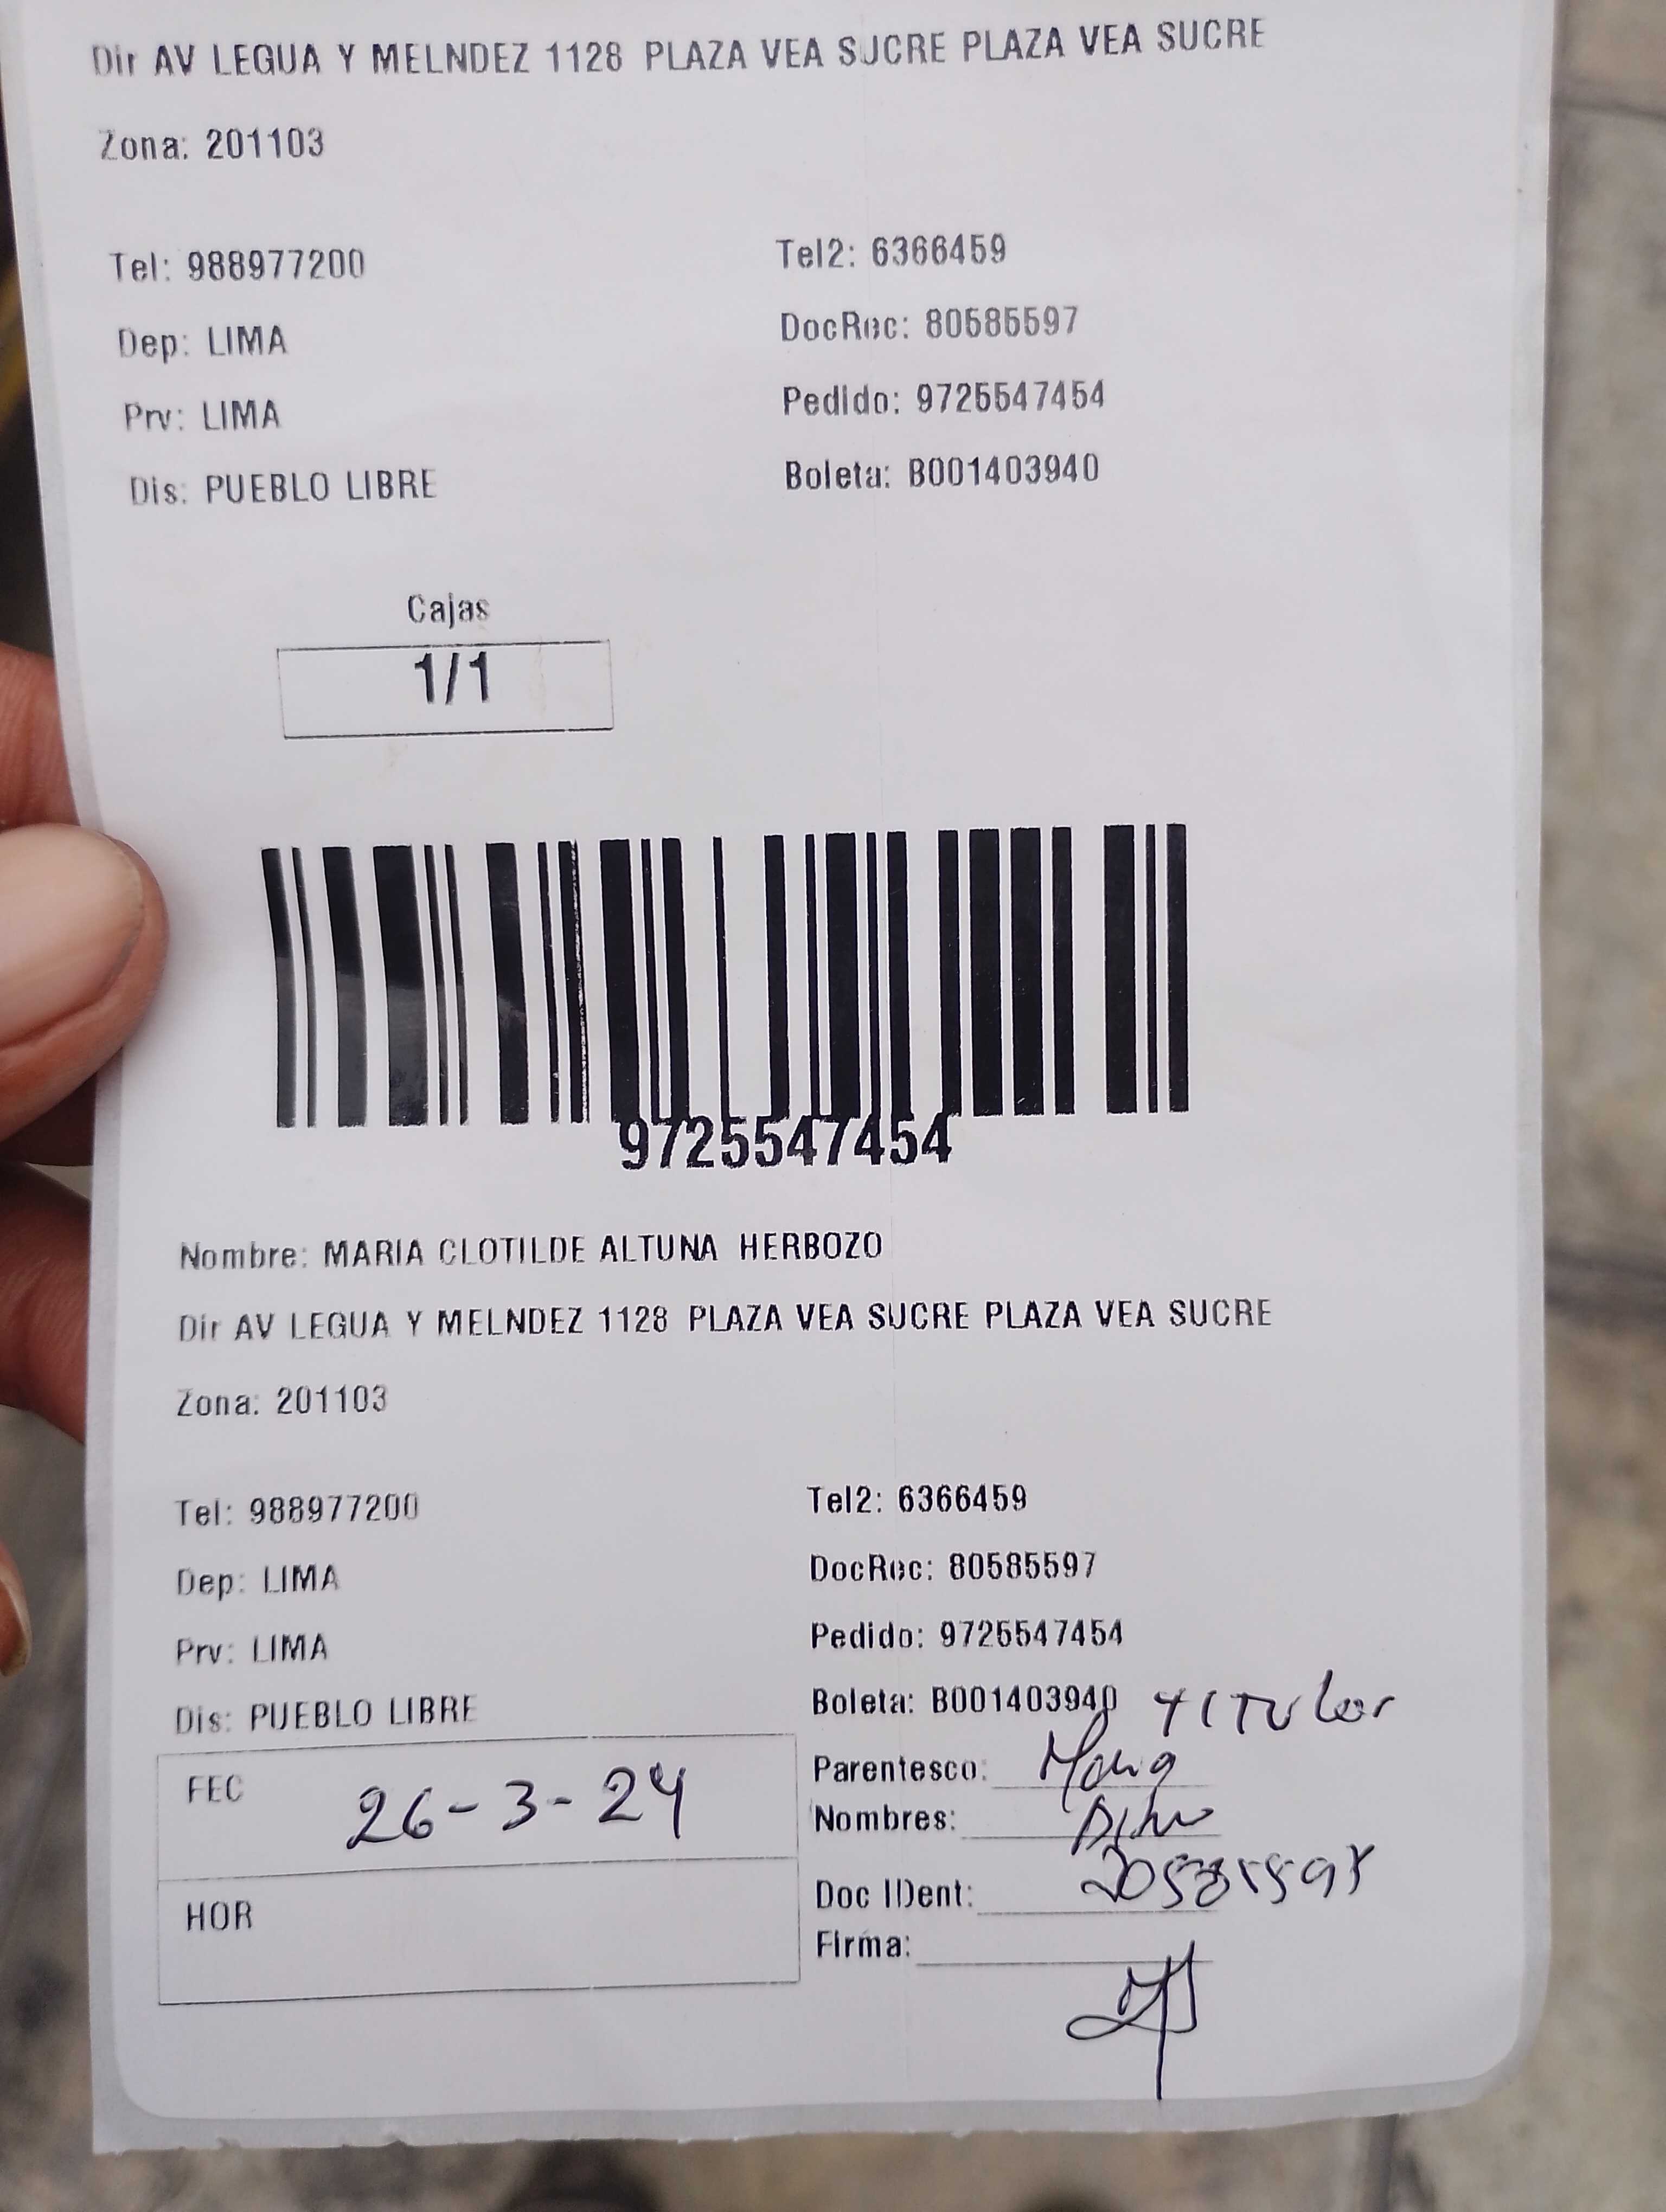 Dir AV LEGUA Y MELNDEZ 1128 PLAZA VEA SUCRE PLAZA VEA SUCRE
Zona: 201103
Tel: 988977200 Tel2: 6366459
Dep: LIMA DocRec: 80585597
Prv: LIMA Pedido: 9725547454
Dis: PUEBLO LIBRE Boleta: B001403940
Cajas
1/1
9725547454
Nombre: MARIA CLOTILDE ALTUNA HERBOZO
Dir AV LEGUA Y MELNDEZ 1128 PLAZA VEA SUCRE PLAZA VEA SUCRE
Zona: 201103
Tel: 988977200 Tel2: 6366459
Dep: LIMA DocRec: 80585597
Prv: LIMA Pedido: 9725547454
Dis: PUEBLO LIBRE Boleta: B001403940 TITULar
FEC 26-3-24 Parentesco: Maria
Nombres:
HOR Doc IDent:
Firma: